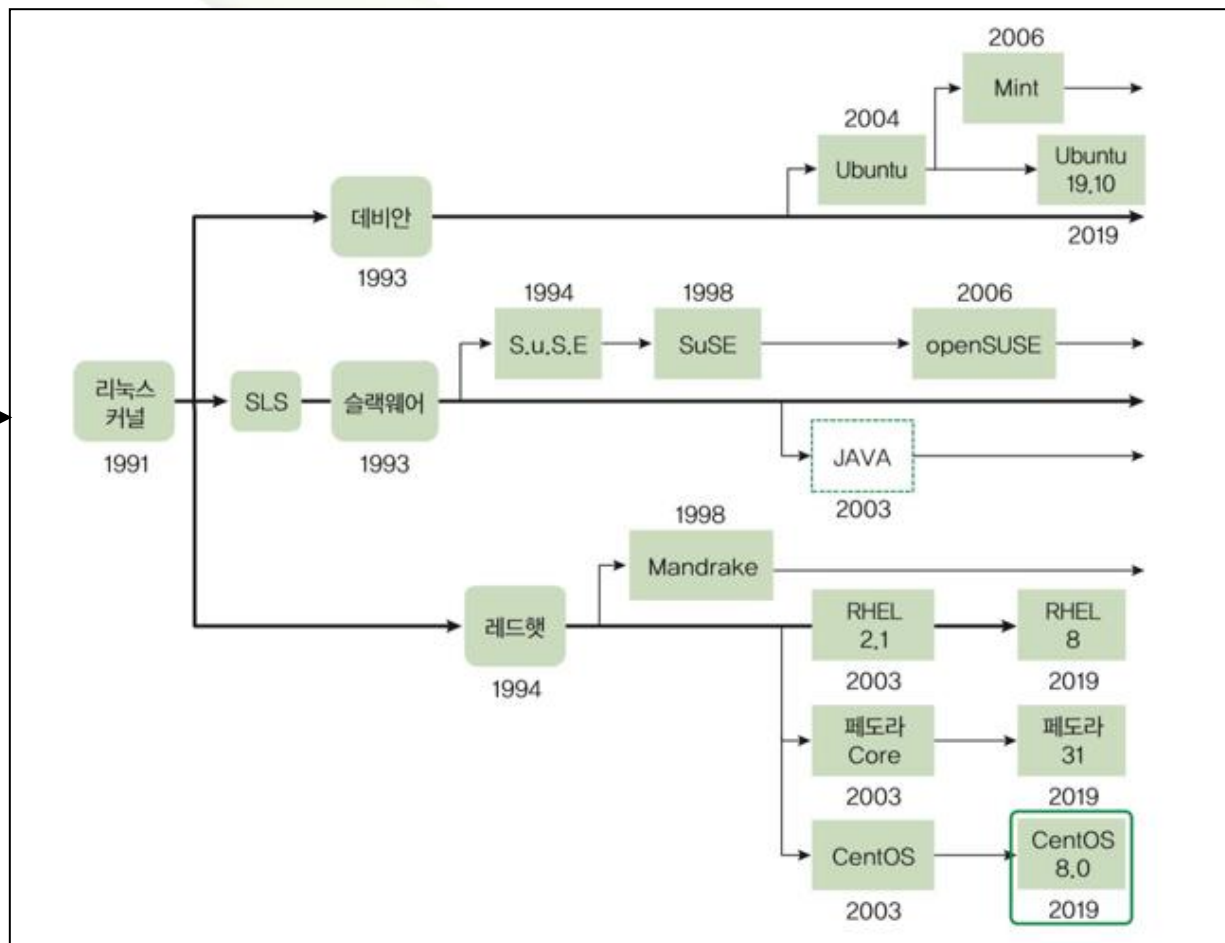 2006
Mint
2004
Ubuntu
Ubuntu
19.10
데비안
2019
1993
1994
1998
2006
S.u.S.E
SuSE
openSUSE
리눅스
커널
SLS
슬랙웨어
1991
1993
JAVA
2003
1998
Mandrake
레드햇
RHEL
2.1
RHEL
8
1994
2003
2019
페도라
Core
페도라
31
2003
2019
CentOS
CentOS
8.0
2003
2019